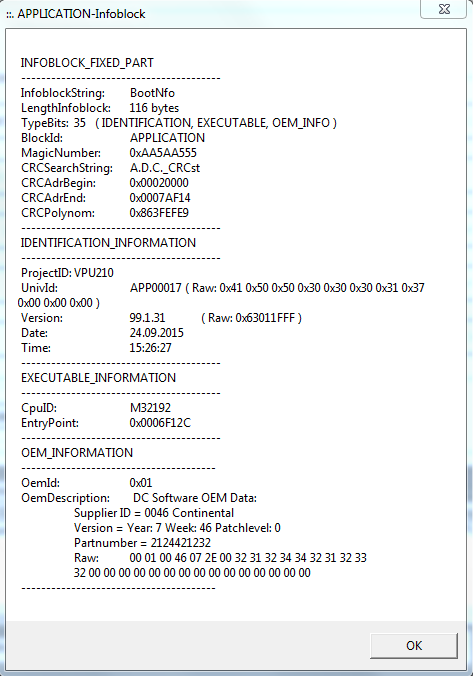 ::. APPLICATION-Infoblock
INFOBLOCK_FIXED_PART
---------------------------------------
InfoblockString: BootNfo
LengthInfoblock: 116 bytes
TypeBits: 35 ( IDENTIFICATION, EXECUTABLE, OEM_INFO )
BlockId: APPLICATION
MagicNumber: 0xAA5AA555
CRCSearchString: A.D.C._CRCst
CRCAdrBegin: 0x00020000
CRCAdrEnd: 0x0007AF14
CRCPolynom: 0x863FEFE9
---------------------------------------
IDENTIFICATION_INFORMATION
---------------------------------------
ProjectID: VPU210
UnivId: APP00017 ( Raw: 0x41 0x50 0x50 0x30 0x30 0x30 0x31 0x37
0x00 0x00 0x00 )
Version: 99.1.31 ( Raw: 0x63011FFF )
Date: 24.09.2015
Time: 15:26:27
---------------------------------------
EXECUTABLE_INFORMATION
---------------------------------------
CpuID: M32192
EntryPoint: 0x0006F12C
---------------------------------------
OEM_INFORMATION
--------------------------------------
OemId: 0x01
OemDescription: DC Software OEM Data:
Supplier ID = 0046 Continental
Version = Year: 7 Week: 46 Patchlevel: 0
Partnumber = 2124421232
Raw: 00 01 00 46 07 2E 00 32 31 32 34 34 32 31 32 33
32 00 00 00 00 00 00 00 00 00 00 00 00 00 00 00
--------------------------------------
OK